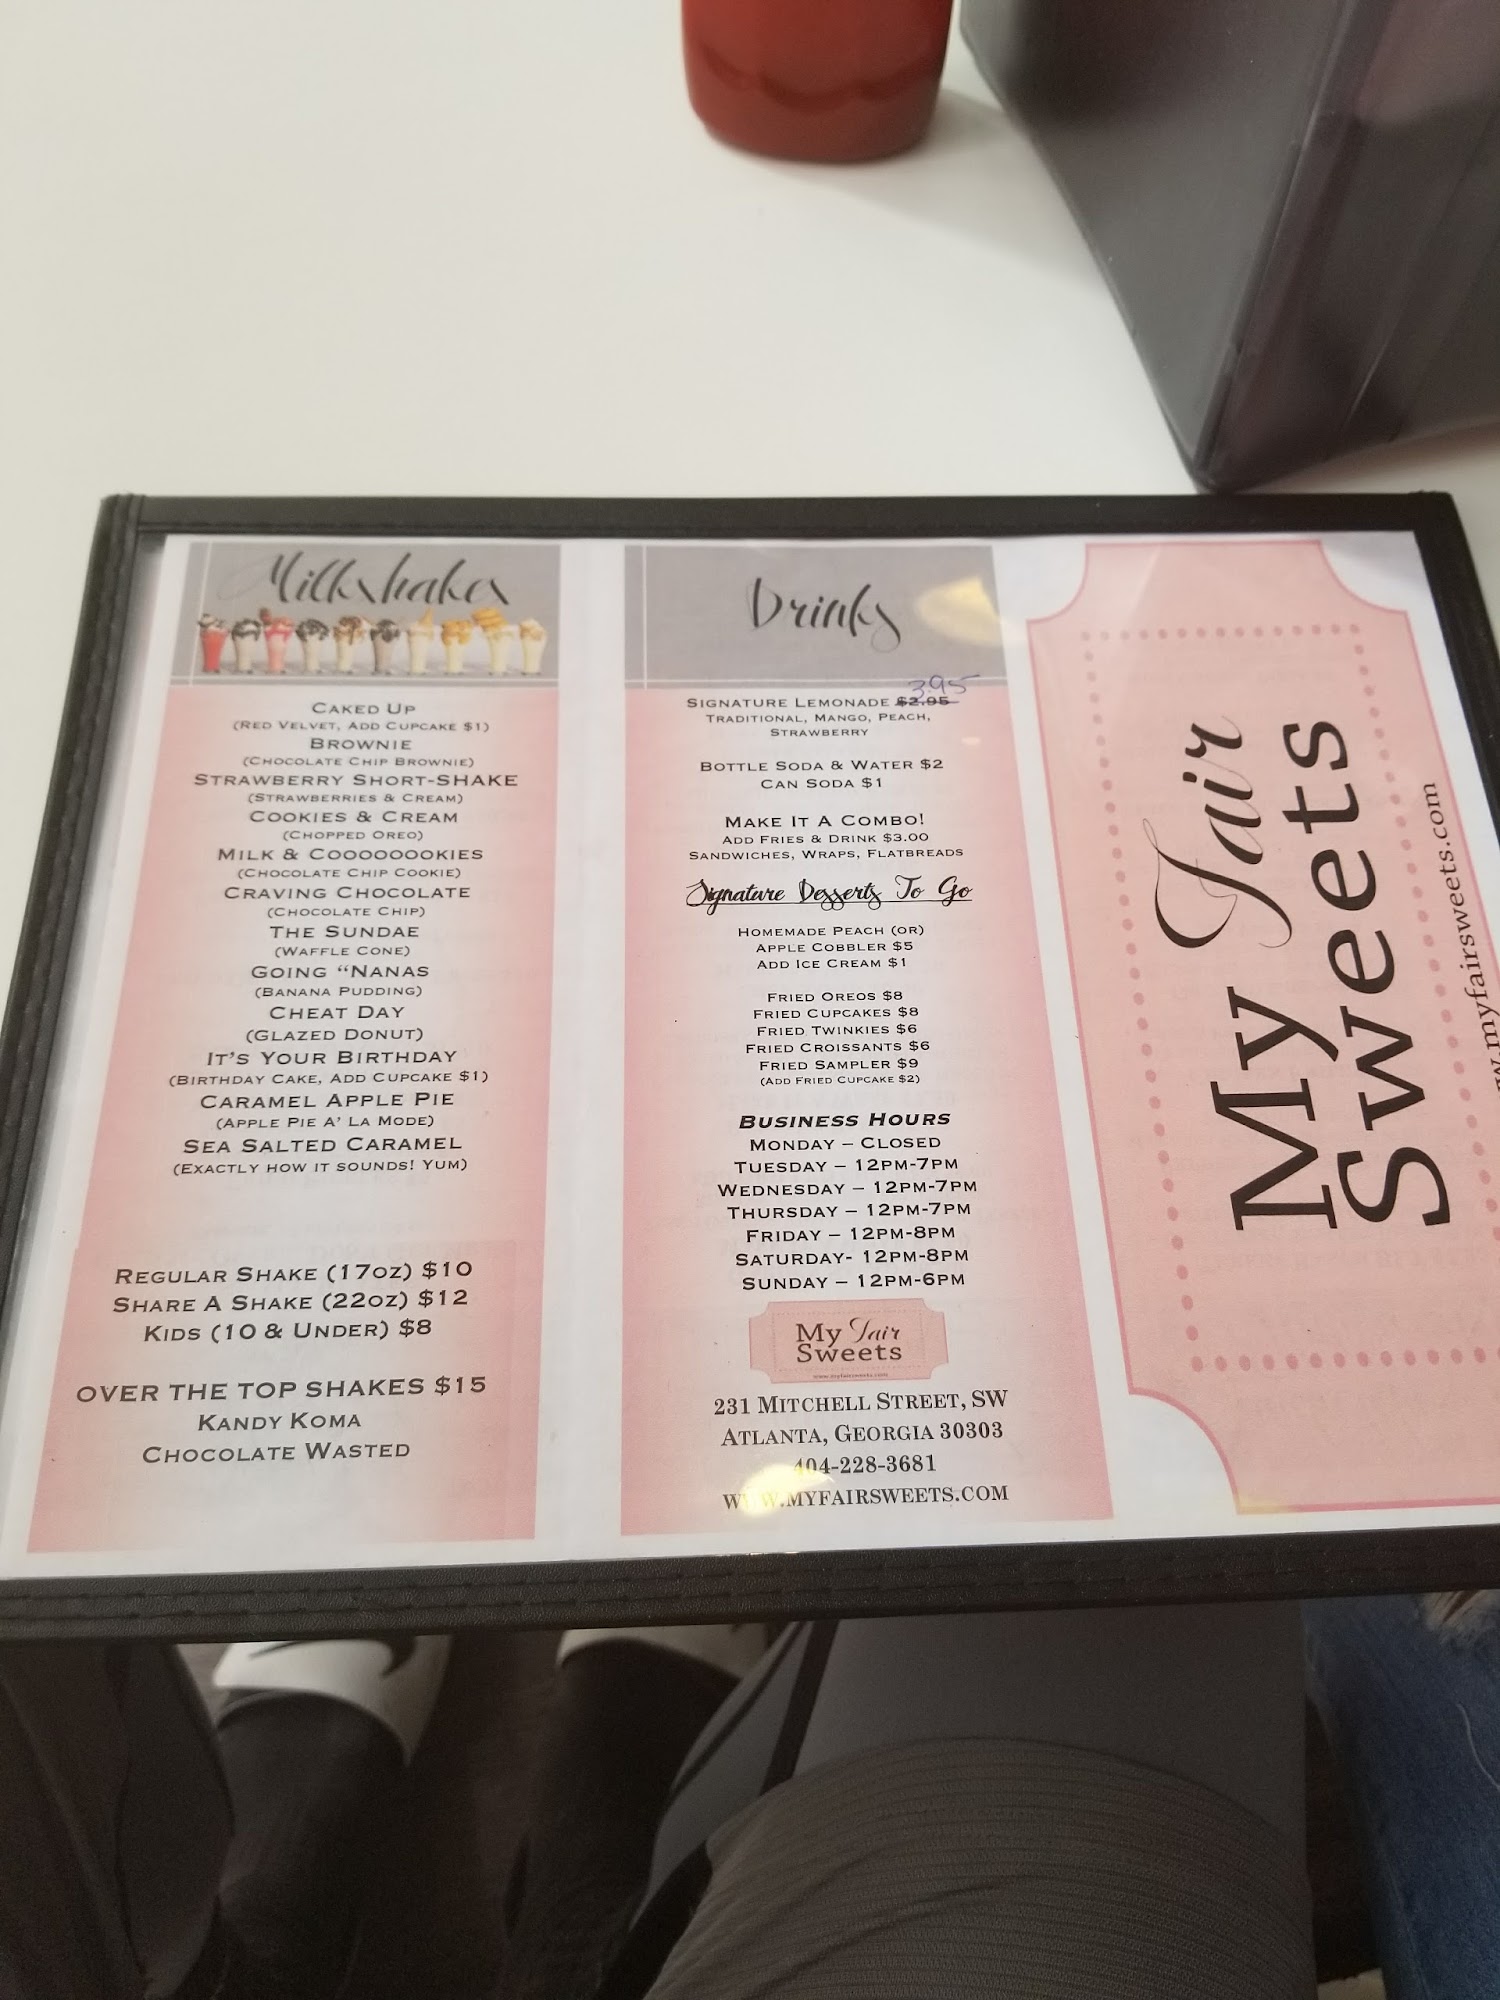 Milkshakes
Caked Up
(Red Velvet, Add Cupcake $1)
Brownie
(Chocolate Chip Brownie)
Strawberry Short-Shake
(Strawberries & Cream)
Cookies & Cream
(Chopped Oreo)
Milk & Cooooooookies
(Chocolate Chip Cookie)
Craving Chocolate
(Chocolate Chip)
The Sundae
(Waffle Cone)
Going “Nanas
(Banana Pudding)
Cheat Day
(Glazed Donut)
It's Your Birthday
(Birthday Cake, Add Cupcake $1)
Caramel Apple Pie
(Apple Pie A' La Mode)
Sea Salted Caramel
(Exactly how it sounds! Yum)
Regular Shake (17oz) $10
Share A Shake (22oz) $12
Kids (10 & Under) $8
OVER THE TOP SHAKES $15
Kandy Koma
Chocolate Wasted
Drinks
3.95
Signature Lemonade $2.95
Traditional, Mango, Peach,
Strawberry
Bottle Soda & Water $2
Can Soda $1
Make It A Combo!
Add Fries & Drink $3.00
Sandwiches, Wraps, Flatbreads
Signature Desserts To Go
Homemade Peach (or)
Apple Cobbler $5
Add Ice Cream $1
Fried Oreos $8
Fried Cupcakes $8
Fried Twinkies $6
Fried Croissants $6
Fried Sampler $9
(Add Fried Cupcake $2)
Business Hours
Monday – Closed
Tuesday – 12pm-7pm
Wednesday – 12pm-7pm
Thursday – 12pm-7pm
Friday – 12pm-8pm
Saturday- 12pm-8pm
Sunday – 12pm-6pm
My Fair
Sweets
www.myfairsweets.com
231 Mitchell Street, SW
Atlanta, Georgia 30303
404-228-3681
www.myfairsweets.com
My Fair
Sweets
w.myfairsweets.com